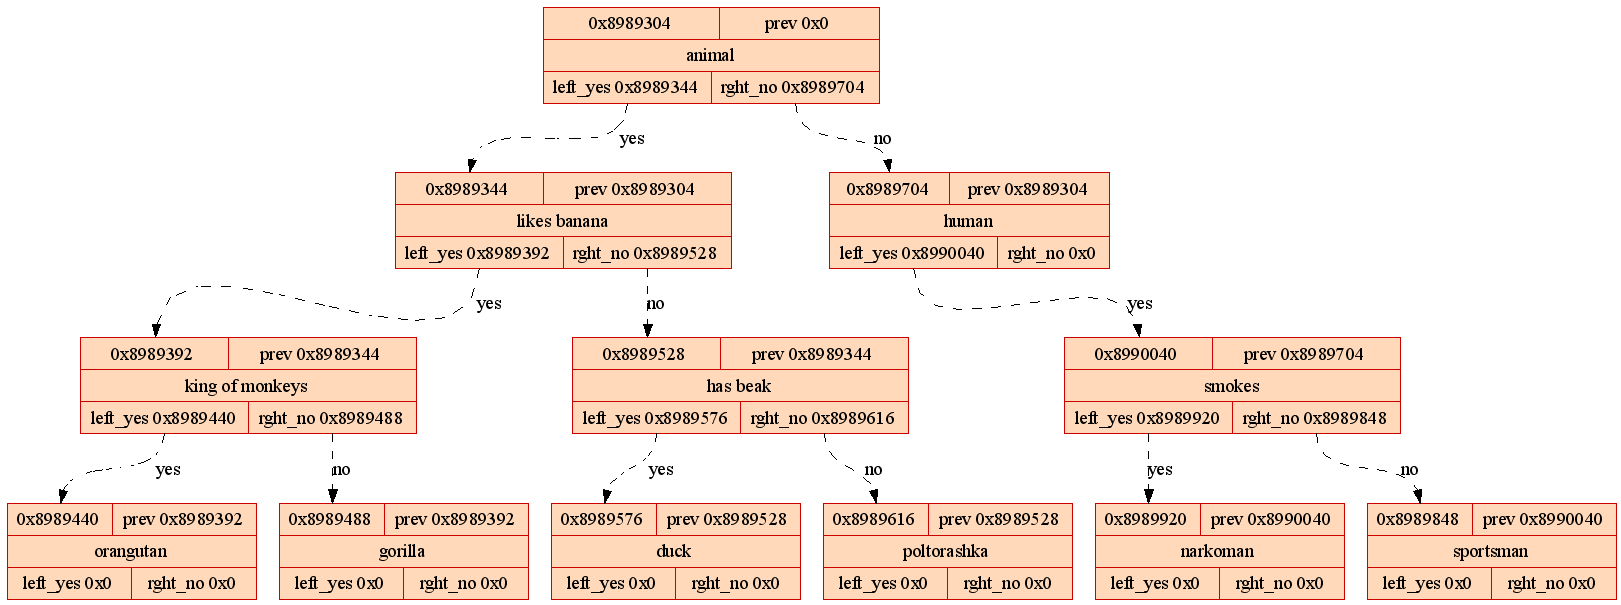 0x8989304 prev 0x0
animal
left_yes 0x8989344 rght_no 0x8989704
yes no
0x8989344 prev 0x8989304 0x8989704 prev 0x8989304
likes banana human
left_yes 0x8989392 rght_no 0x8989528 left_yes 0x8990040 rght_no 0x0
yes no yes
0x8989392 prev 0x8989344 0x8989528 prev 0x8989344 0x8990040 prev 0x8989704
king of monkeys has beak smokes
left_yes 0x8989440 rght_no 0x8989488 left_yes 0x8989576 rght_no 0x8989616 left_yes 0x8989920 rght_no 0x8989848
yes no yes no yes no
0x8989440 prev 0x8989392 0x8989488 prev 0x8989392 0x8989576 prev 0x8989528 0x8989616 prev 0x8989528 0x8989920 prev 0x8990040 0x8989848 prev 0x8990040
orangutan gorilla duck poltorashka narkoman sportsman
left_yes 0x0 rght_no 0x0 left_yes 0x0 rght_no 0x0 left_yes 0x0 rght_no 0x0 left_yes 0x0 rght_no 0x0 left_yes 0x0 rght_no 0x0 left_yes 0x0 rght_no 0x0